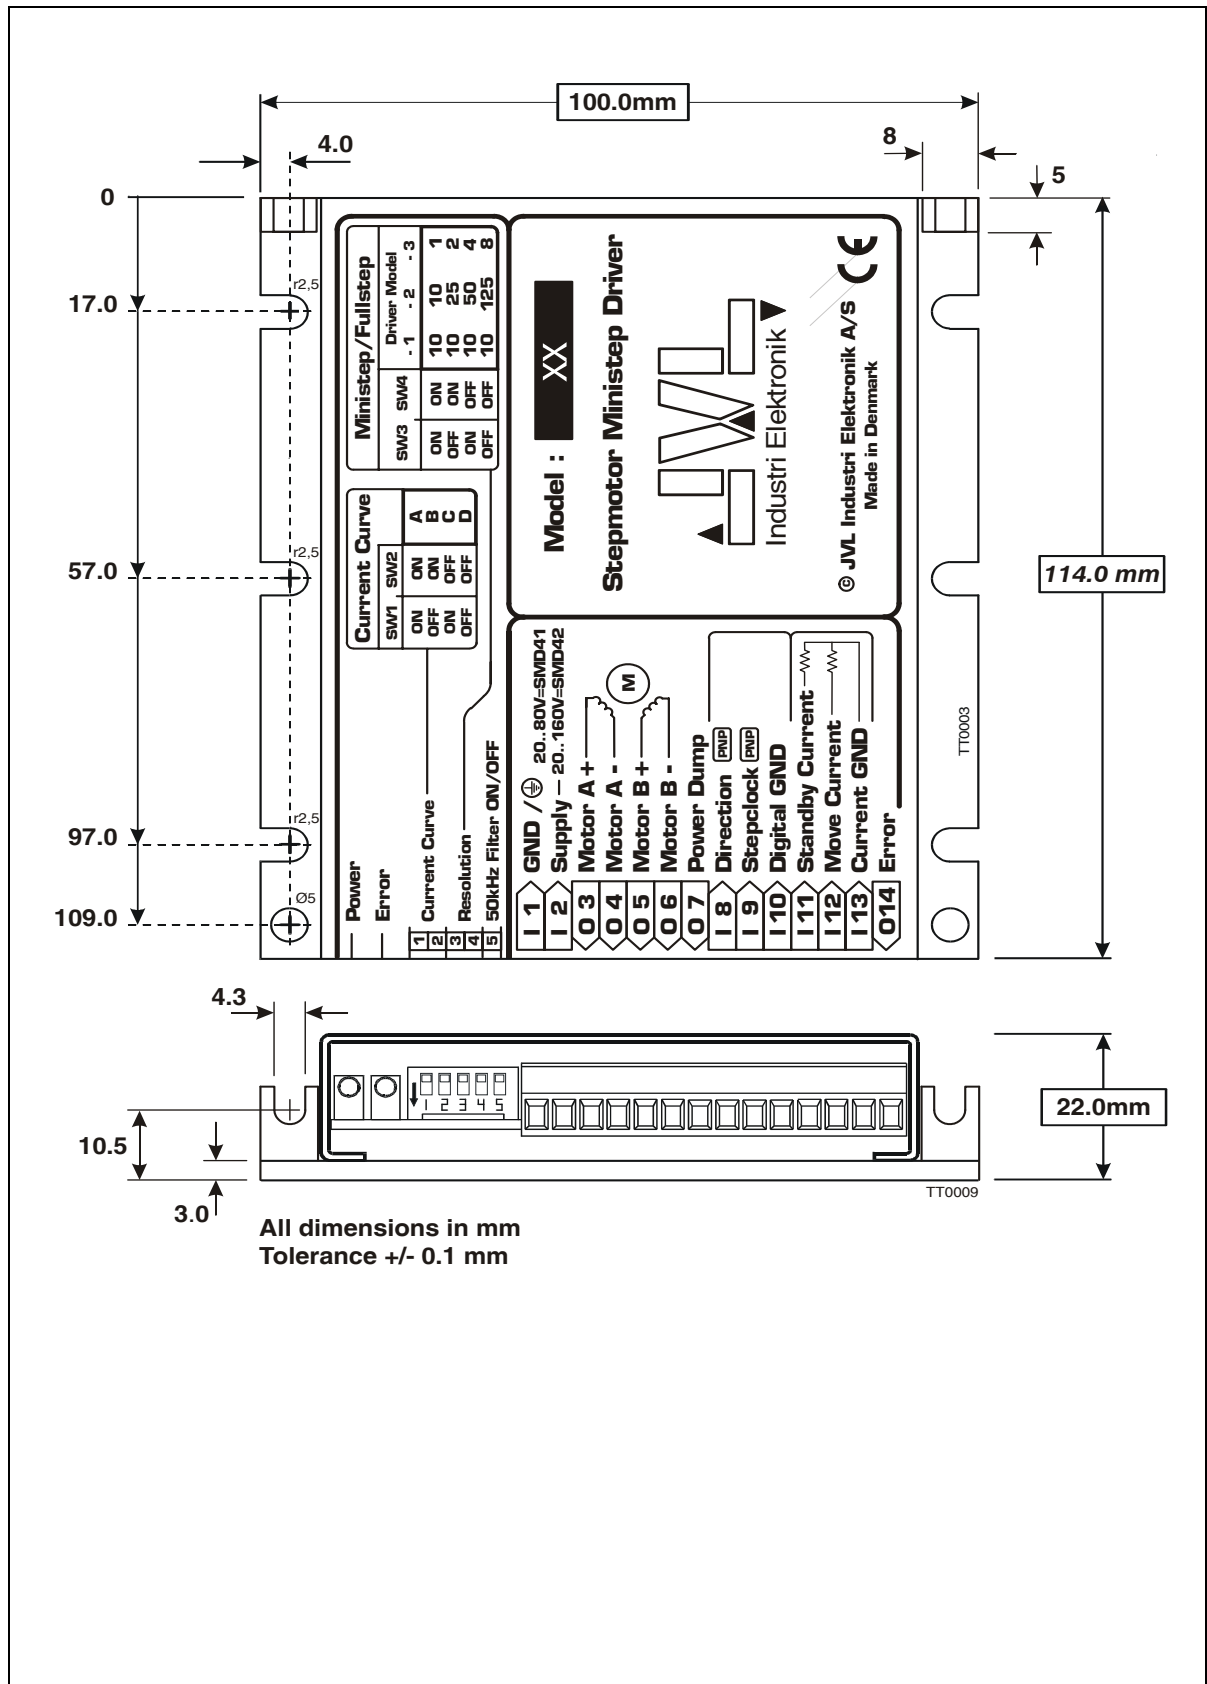 100.0mm
4.0
8
5
0
17.0
57.0
97.0
109.0
r2,5
r2,5
r2,5
Ø5
114.0 mm
TT0003
Ministep/Fullstep
SW3 SW4 Driver Model
- 1 - 2 - 3
ON ON 10 10 1
OFF ON 10 25 2
ON OFF 10 50 4
OFF OFF 10 125 8
Current Curve
SW1 SW2
ON ON A
OFF ON B
ON OFF C
OFF OFF D
Power
Error
1
2
3
4
5
Current Curve
Resolution
50kHz Filter ON/OFF
Model : XX
Stepmotor Ministep Driver
JVL
Industri Elektronik
© JVL Industri Elektronik A/S
Made in Denmark
CE
I 1 GND / 20..80V=SMD41
I 2 Supply 20..160V=SMD42
O 3 Motor A +
O 4 Motor A -
O 5 Motor B +
O 6 Motor B -
M
O 7 Power Dump
I 8 Direction PNP
I 9 Stepclock PNP
I 10 Digital GND
I 11 Standby Current
I 12 Move Current
I 13 Current GND
O14 Error
4.3
10.5
3.0
1 2 3 4 5
22.0mm
TT0009
All dimensions in mm
Tolerance +/- 0.1 mm